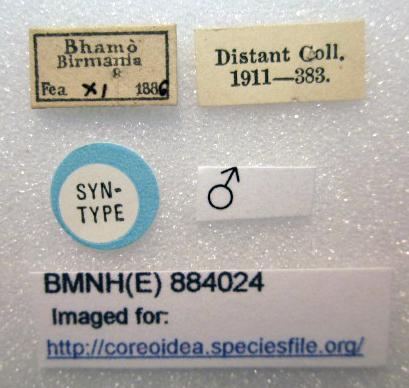 Bhamò
Birmania
Fea XI 1886
Distant Coll.
1911—383.
SYN-
TYPE
♂
BMNH(E) 884024
Imaged for:
http://coreoidea.speciesfile.org/